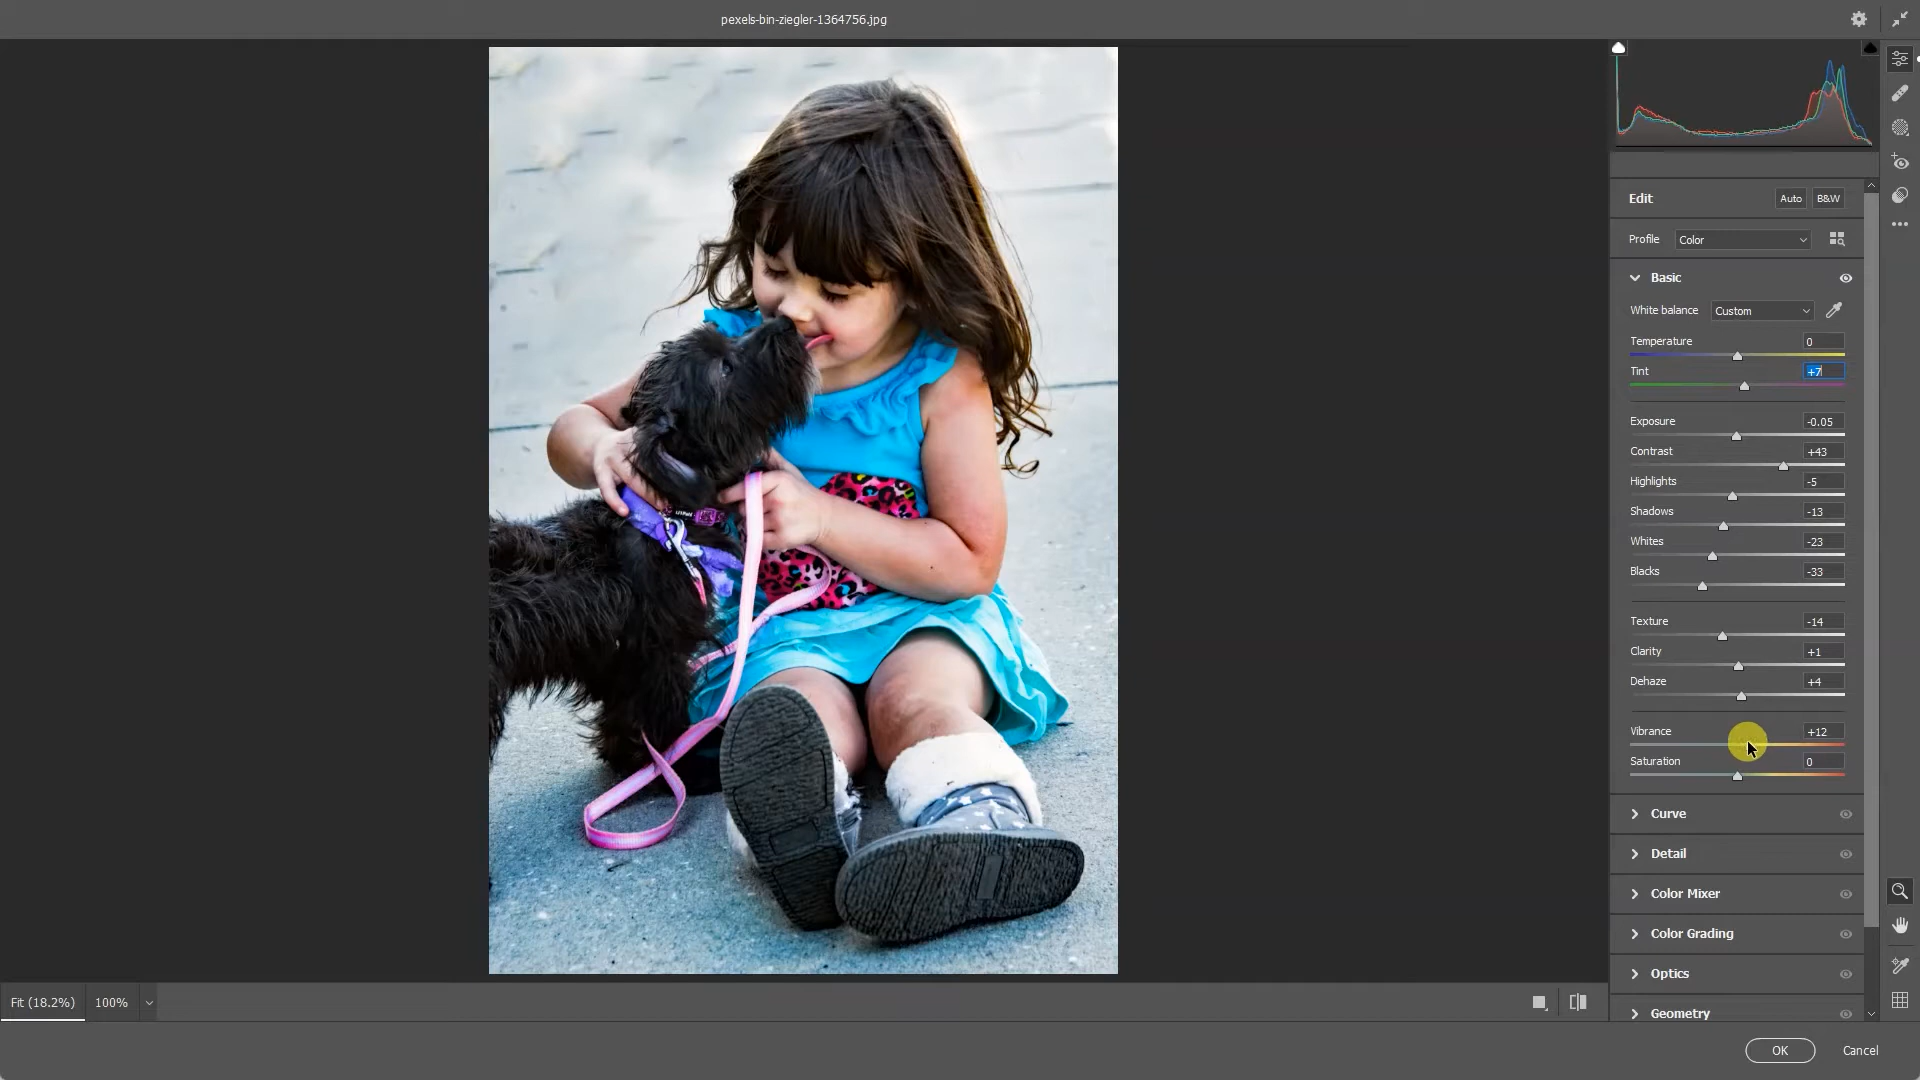 pexels-bin-ziegler-1364756.jpg
Edit Auto B&W
Profile Color
Basic
White balance Custom
Temperature 0
Tint +7
Exposure -0.05
Contrast +43
Highlights -5
Shadows -13
Whites -23
Blacks -33
Texture -14
Clarity +1
Dehaze +4
Vibrance +12
Saturation 0
Curve
Detail
Color Mixer
Color Grading
Optics
Geometry
Fit (18.2%) 100%
OK Cancel